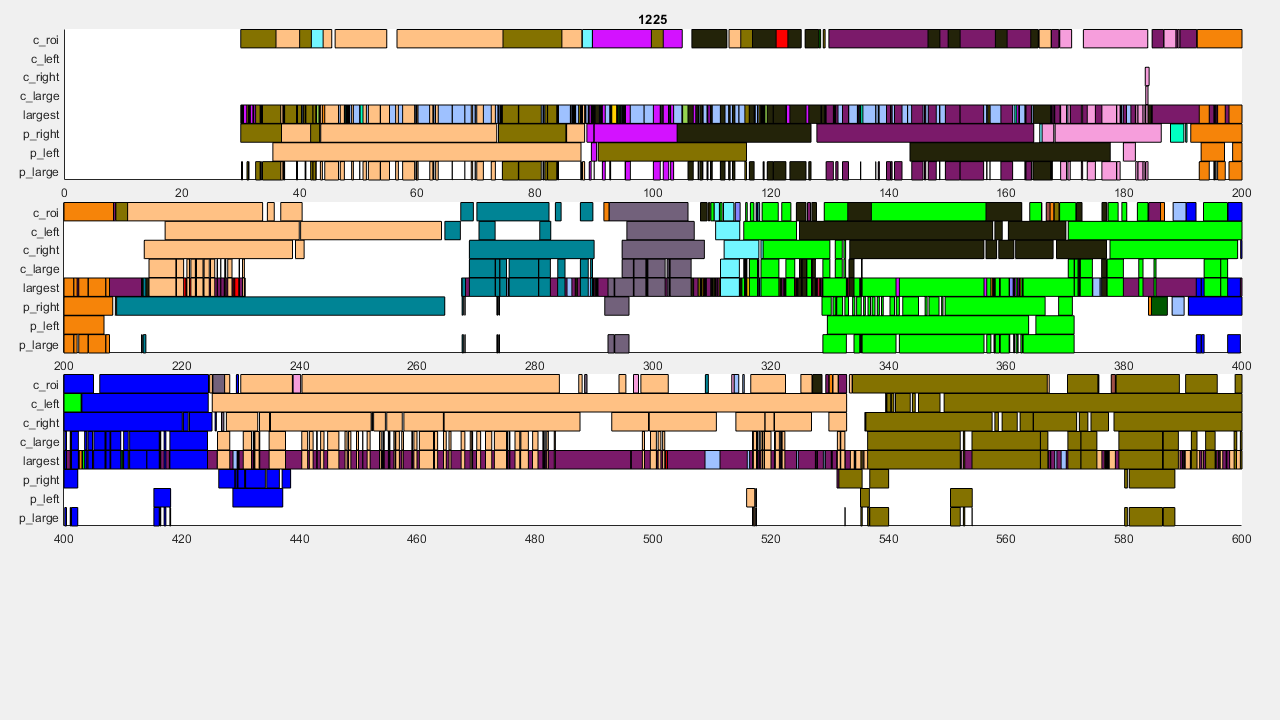 1225
c_roi
c_left
c_right
c_large
largest
p_right
p_left
p_large
0 20 40 60 80 100 120 140 160 180 200
c_roi
c_left
c_right
c_large
largest
p_right
p_left
p_large
200 220 240 260 280 300 320 340 360 380 400
c_roi
c_left
c_right
c_large
largest
p_right
p_left
p_large
400 420 440 460 480 500 520 540 560 580 600